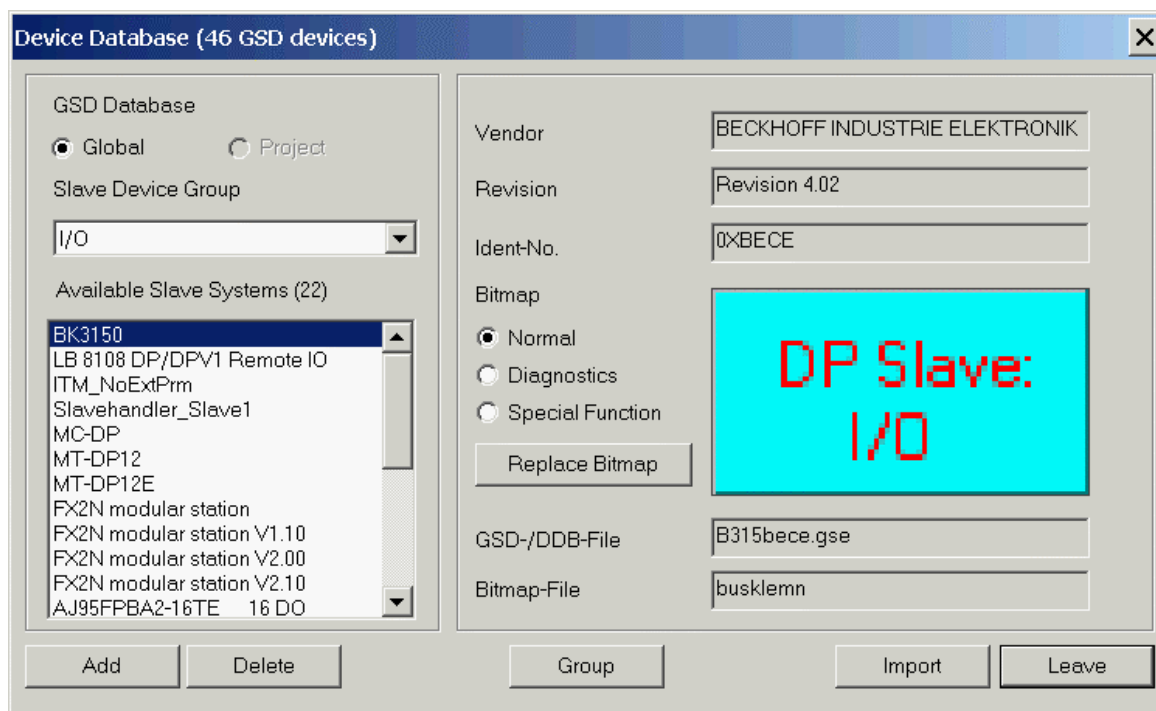 Device Database (46 GSD devices)
GSD Database
Global
Project
Slave Device Group
I/O
Available Slave Systems (22)
BK3150
LB 8108 DP/DPV1 Remote IO
ITM_NoExtPrm
Slavehandler_Slave1
MC-DP
MT-DP12
MT-DP12E
FX2N modular station
FX2N modular station V1.10
FX2N modular station V2.00
FX2N modular station V2.10
AJ95FPBA2-16TE 16 DO
Vendor
BECKHOFF INDUSTRIE ELEKTRONIK
Revision
Revision 4.02
Ident-No.
0XBECE
Bitmap
Normal
Diagnostics
Special Function
Replace Bitmap
DP Slave:
I/O
GSD-/DDB-File
B315bece.gse
Bitmap-File
busklemn
Add
Delete
Group
Import
Leave